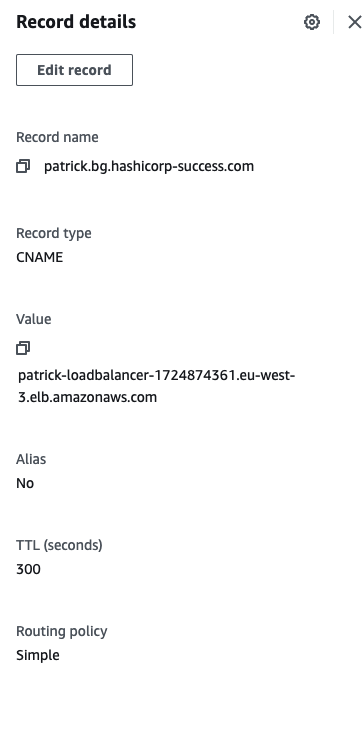 Record details
Edit record
Record name
patrick.bg.hashicorp-success.com
Record type
CNAME
Value
patrick-loadbalancer-1724874361.eu-west-
3.elb.amazonaws.com
Alias
No
TTL (seconds)
300
Routing policy
Simple